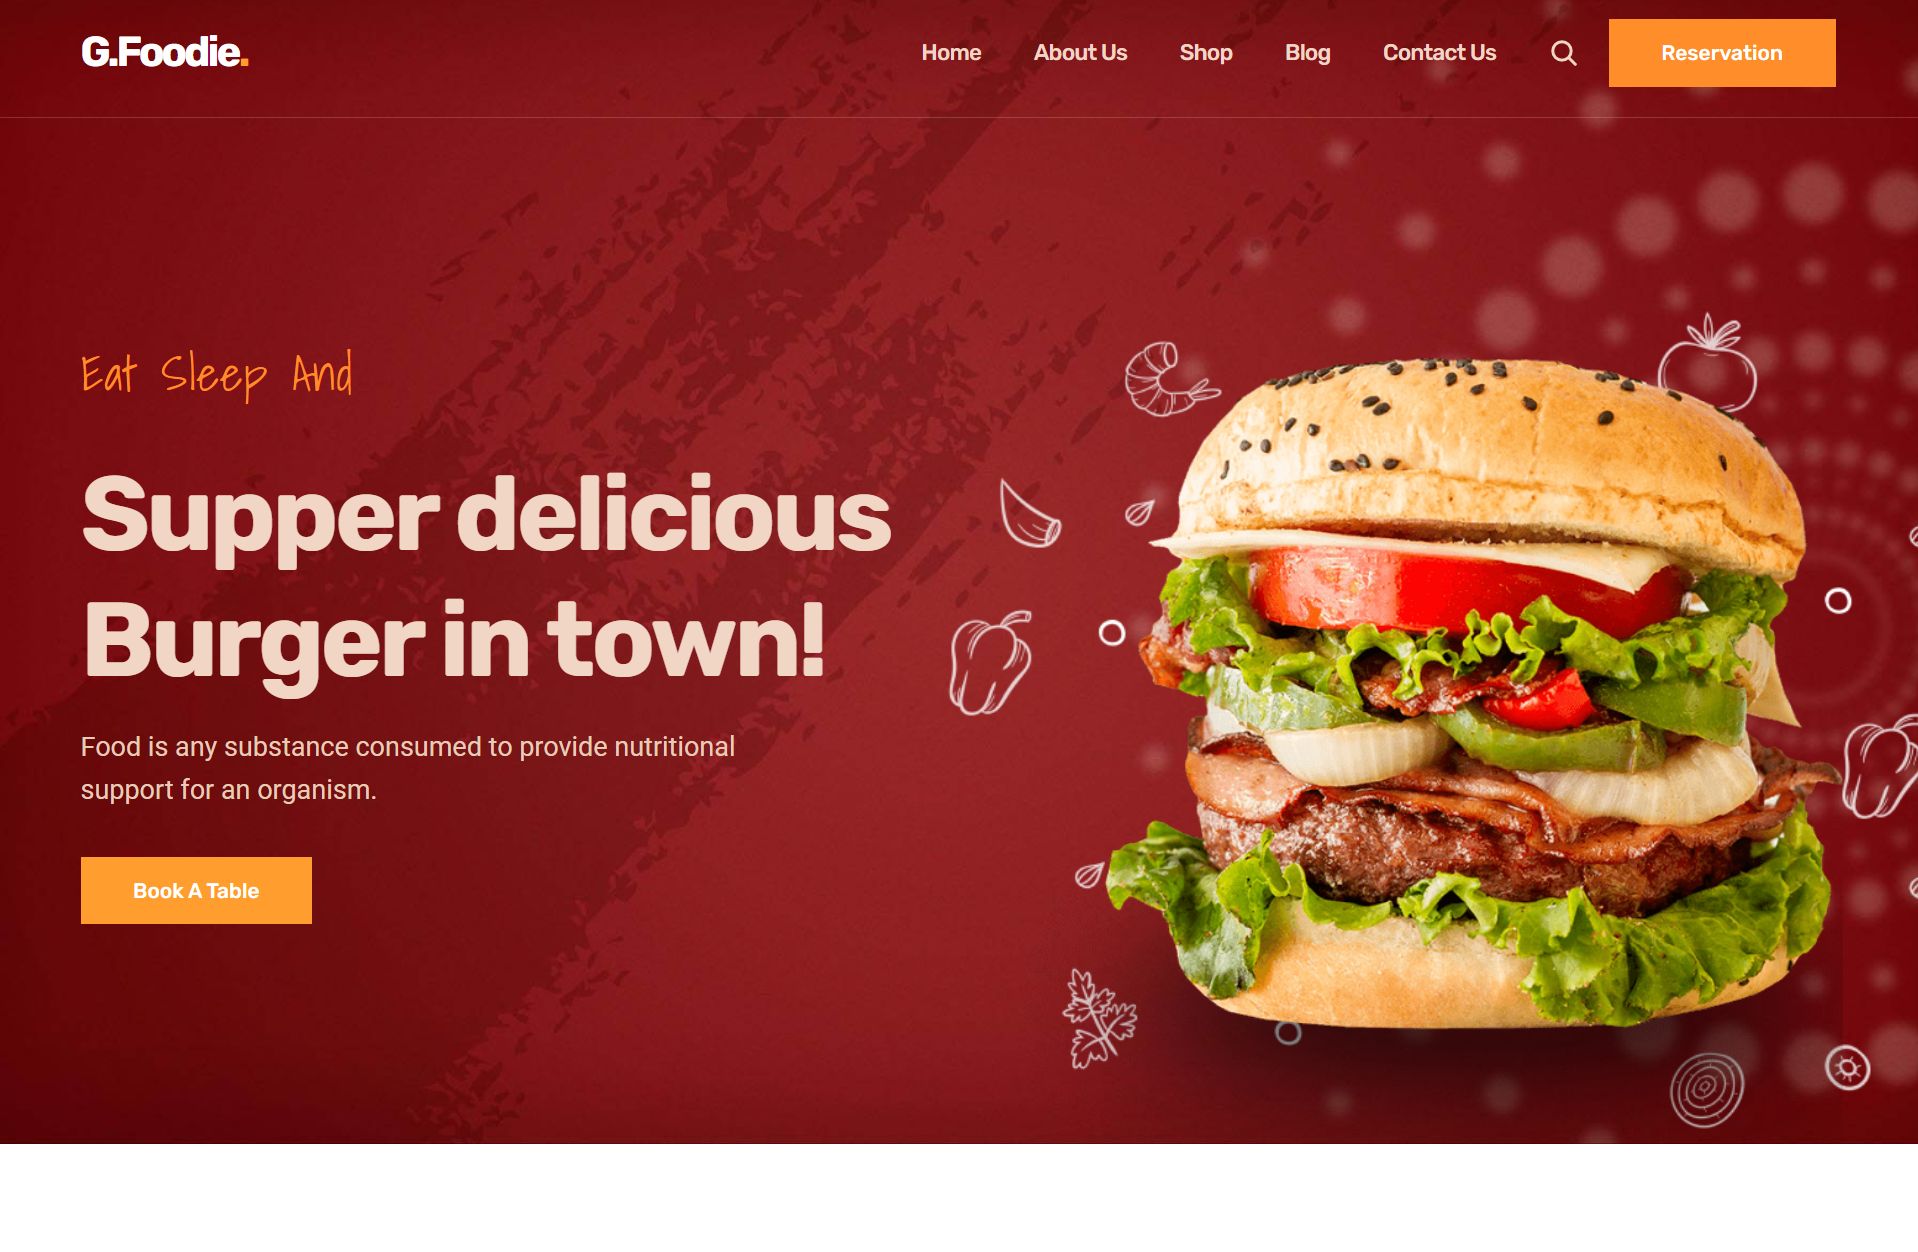 G.Foodie.
Home About Us Shop Blog Contact Us Reservation
Eat Sleep And
Supper delicious
Burger in town!
Food is any substance consumed to provide nutritional
support for an organism.
Book A Table